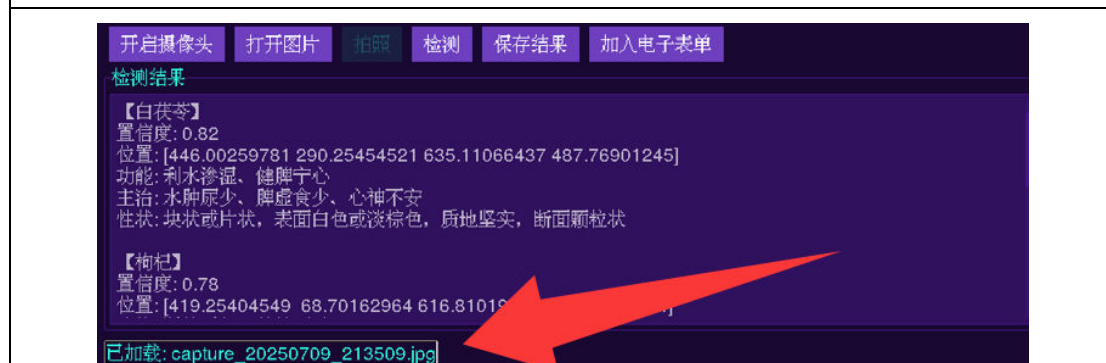 开启摄像头 打开图片 拍照 检测 保存结果 加入电子表单
检测结果
【白茯苓】
置信度: 0.82
位置: [446.00259781 290.25454521 635.11066437 487.76901245]
功能: 利水渗湿、健脾宁心
主治: 水肿尿少、脾虚食少、心神不安
性状: 块状或片状，表面白色或淡棕色，质地坚实，断面颗粒状
【枸杞】
置信度: 0.78
位置: [419.25404549 68.70162964
已加载: capture_20250709_213509.jpg